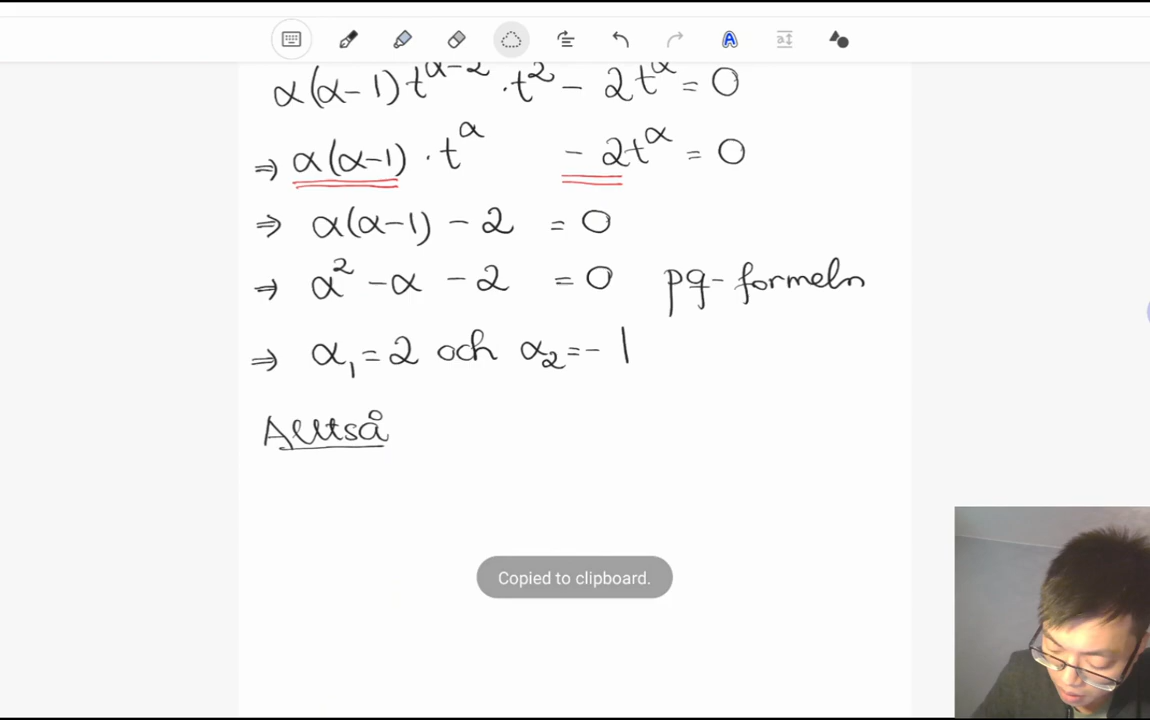 α(α-1)t^α-2 · t² - 2t^α = 0
⇒ α(α-1) · t^α - 2t^α = 0
⇒ α(α-1) - 2 = 0
⇒ α² - α - 2 = 0 pq-formeln
⇒ α₁ = 2 och α₂ = -1
Alltså
Copied to clipboard.